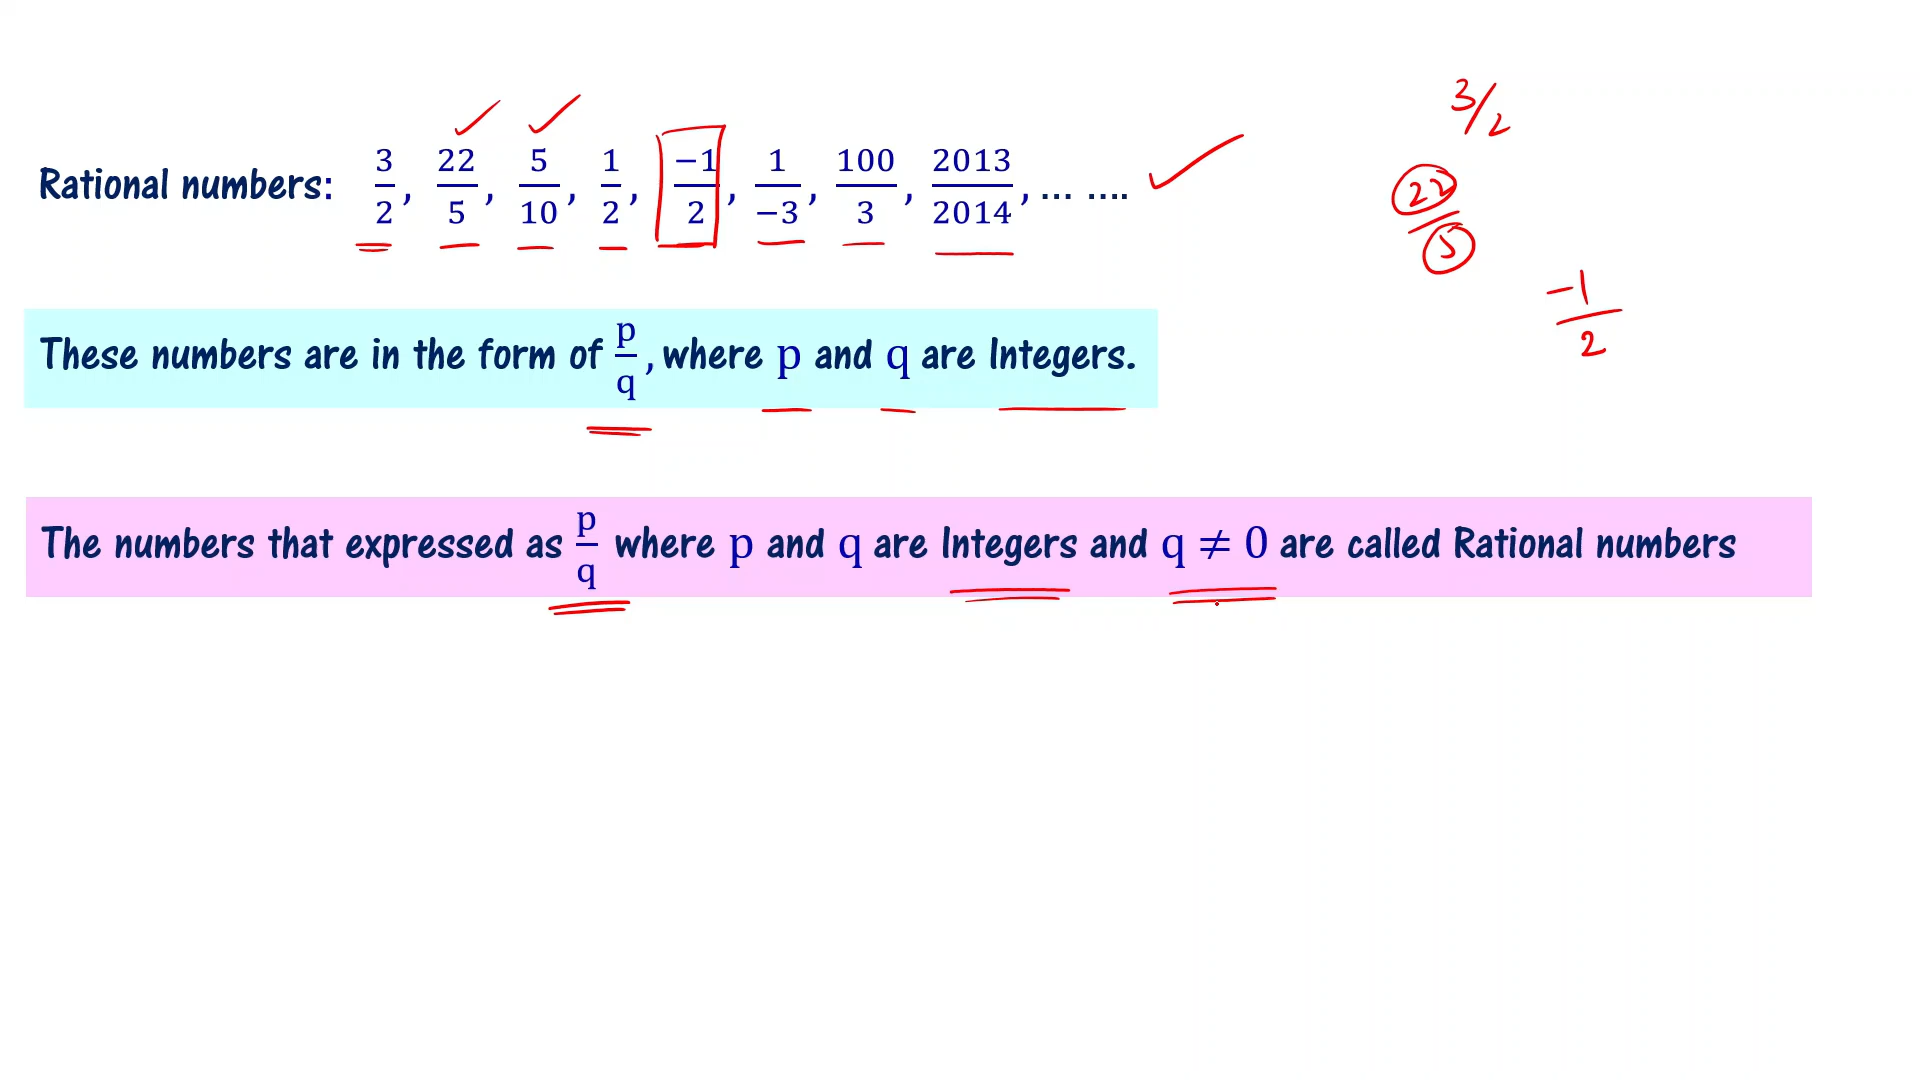 Rational numbers: 3/2, 22/5, 5/10, 1/2, -1/2, 1/-3, 100/3, 2013/2014, ... ....
3/2
22/5
-1/2
These numbers are in the form of p/q, where p and q are Integers.
The numbers that expressed as p/q where p and q are Integers and q ≠ 0 are called Rational numbers